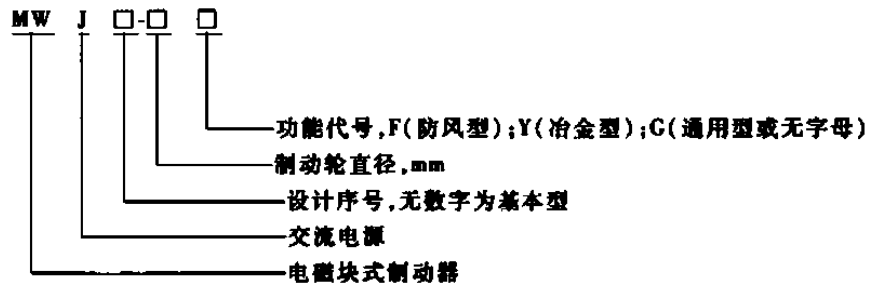 MW J □-□ □
功能代号,F(防风型);Y(冶金型);G(通用型或无字母)
制动轮直径,mm
设计序号,无数字为基本型
交流电源
电磁块式制动器